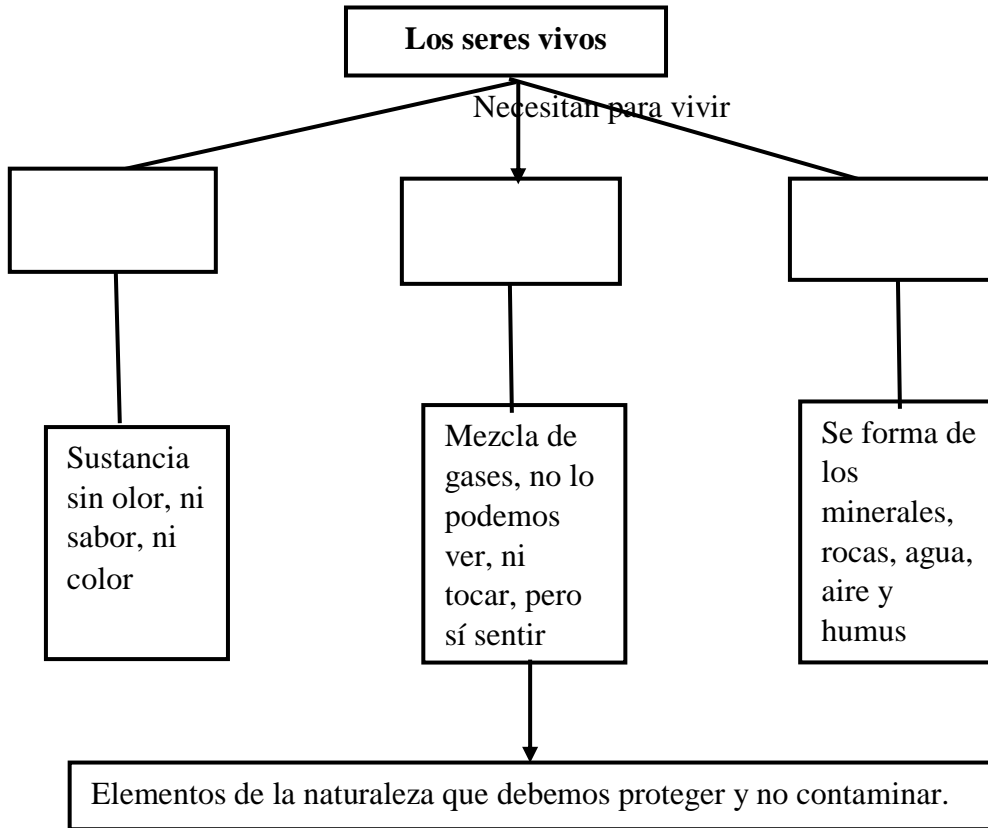 Los seres vivos
Necesitan para vivir
Sustancia
sin olor, ni
sabor, ni
color
Mezcla de
gases, no lo
podemos
ver, ni
tocar, pero
sí sentir
Se forma de
los
minerales,
rocas, agua,
aire y
humus
Elementos de la naturaleza que debemos proteger y no contaminar.